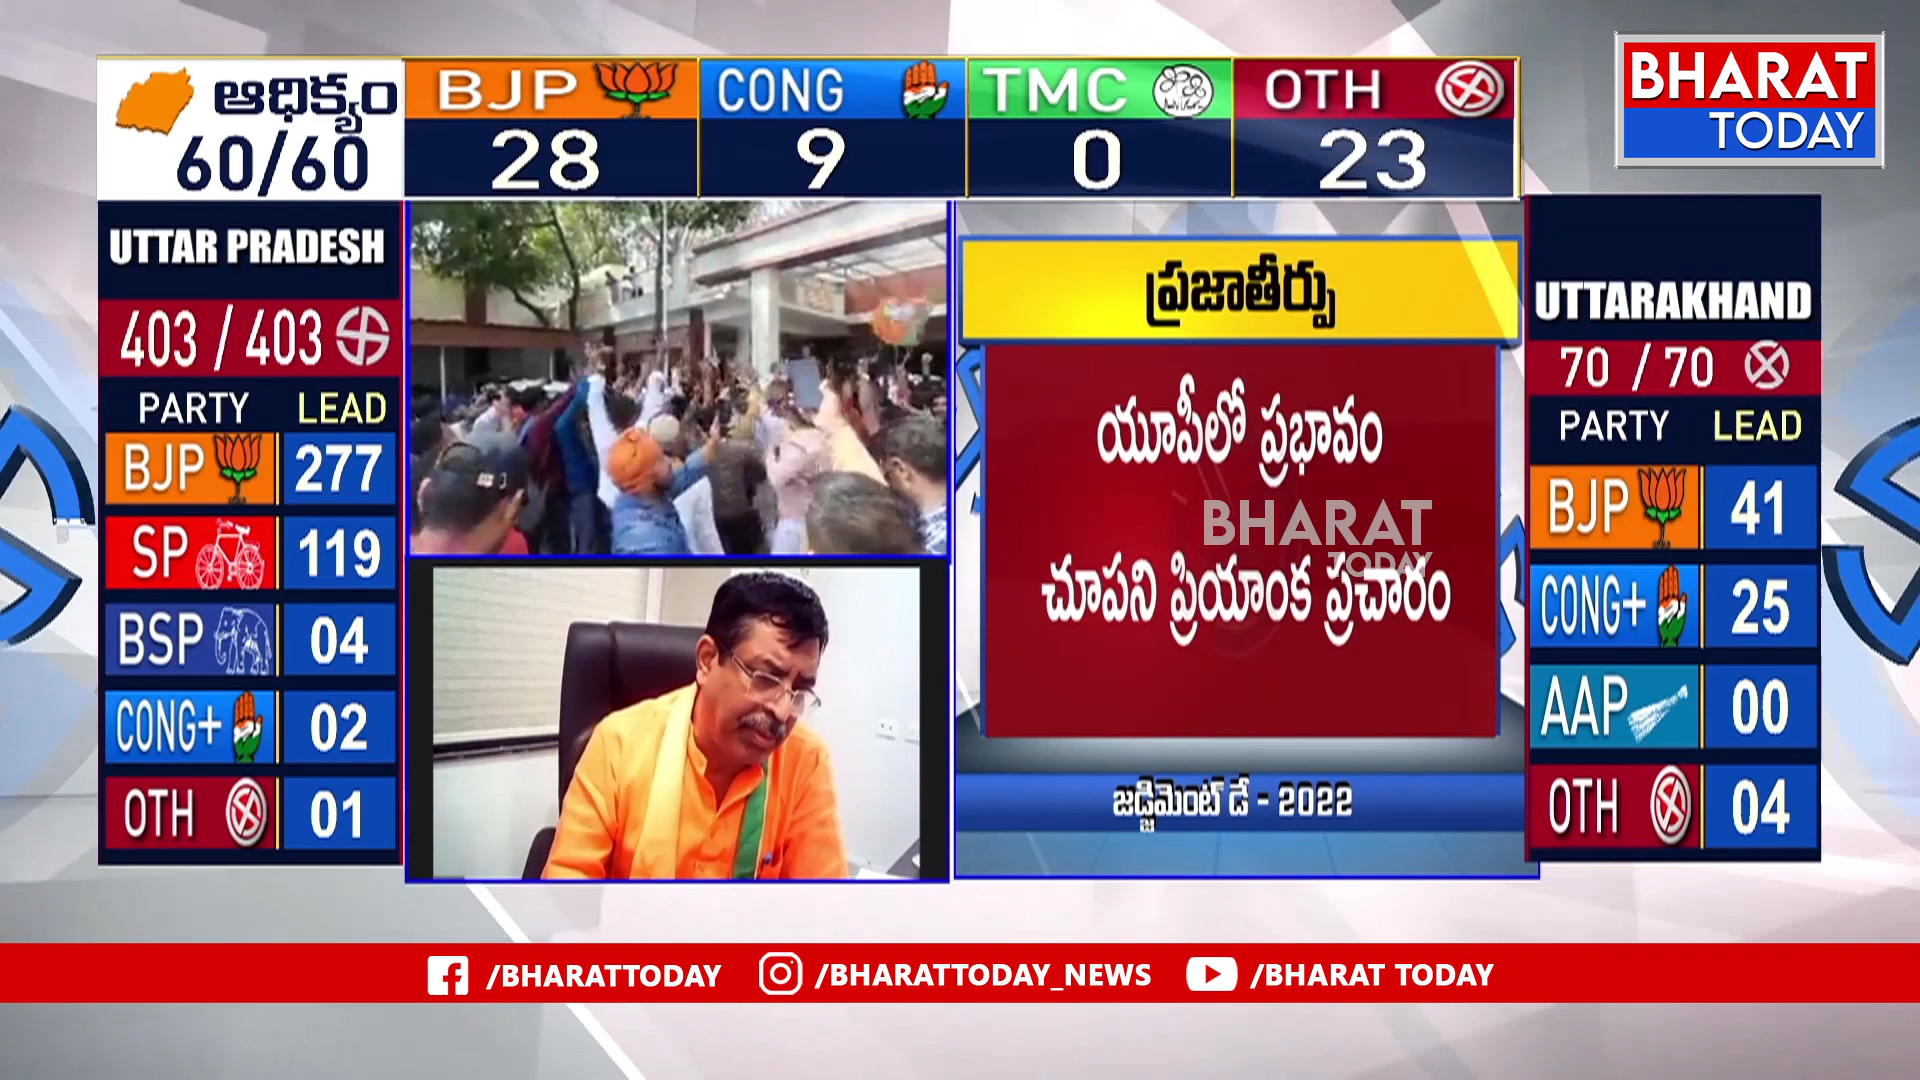 ఆధిక్యం
60/60
BJP
28
CONG
9
TMC
0
OTH
23
BHARAT
TODAY
UTTAR PRADESH
403 / 403
PARTY LEAD
BJP 277
SP 119
BSP 04
CONG+ 02
OTH 01
ప్రజాతీర్పు
యూపీలో ప్రభావం
చూపని ప్రియాంక ప్రచారం
BHARAT
TODAY
జడ్జిమెంట్ డే - 2022
UTTARAKHAND
70 / 70
PARTY LEAD
BJP 41
CONG+ 25
AAP 00
OTH 04
/BHARATTODAY /BHARATTODAY_NEWS /BHARAT TODAY